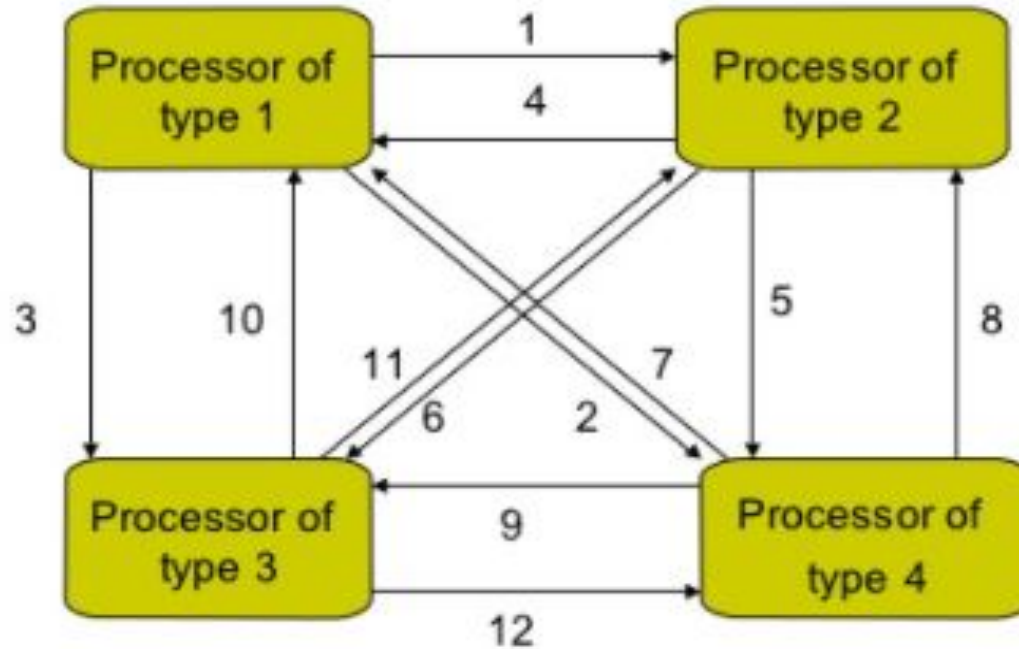 1
Processor of
type 1
Processor of
type 2
4
3
10
5
8
11
7
6
2
Processor of
type 3
9
Processor of
type 4
12